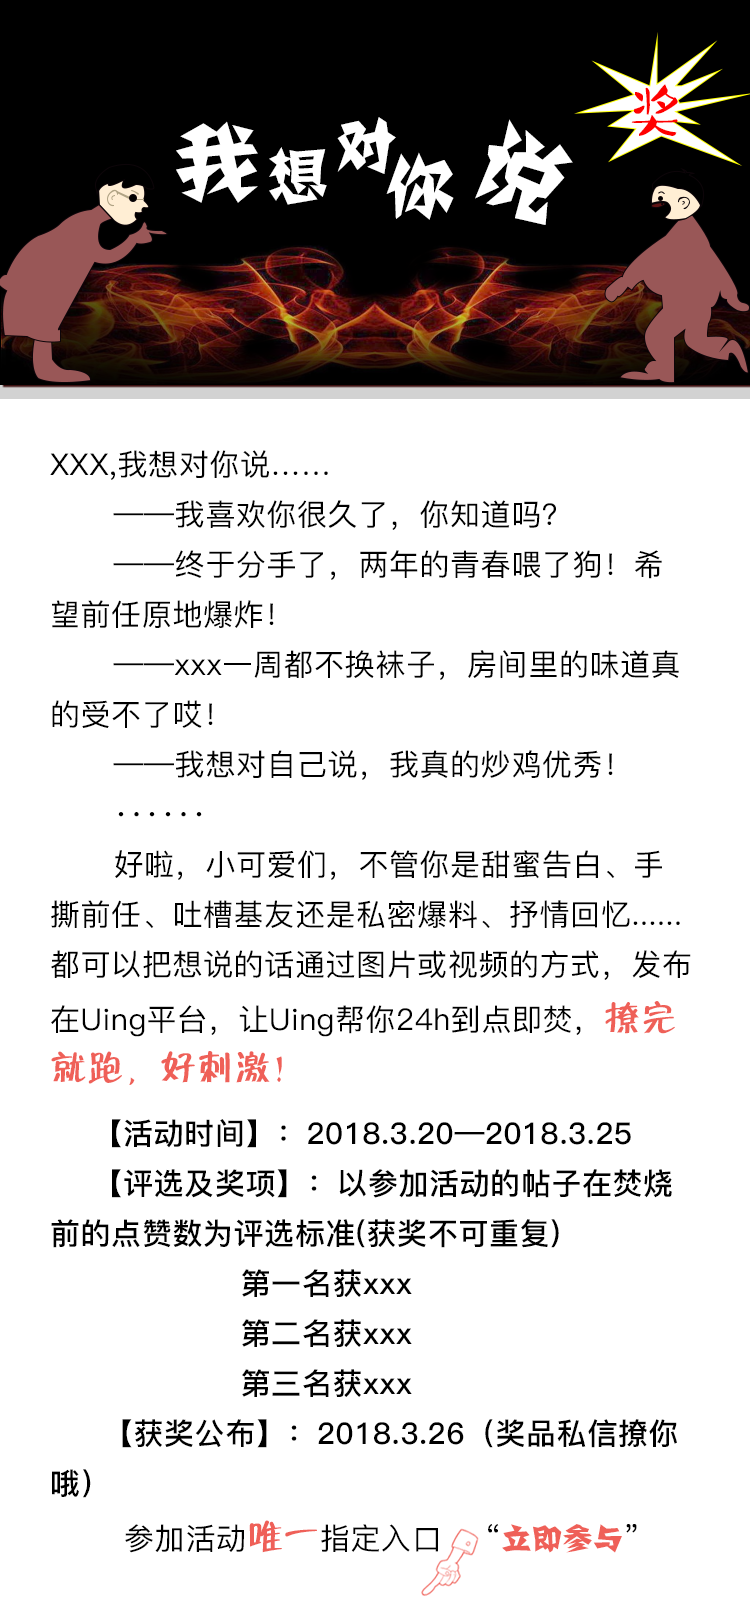 奖
我想对你说
XXX,我想对你说……
——我喜欢你很久了，你知道吗？
——终于分手了，两年的青春喂了狗！希
望前任原地爆炸！
——xxx一周都不换袜子，房间里的味道真
的受不了哎！
——我想对自己说，我真的炒鸡优秀！
······
好啦，小可爱们，不管你是甜蜜告白、手
撕前任、吐槽基友还是私密爆料、抒情回忆......
都可以把想说的话通过图片或视频的方式，发布
在Uing平台，让Uing帮你24h到点即焚，撩完
就跑，好刺激！
【活动时间】：2018.3.20—2018.3.25
【评选及奖项】：以参加活动的帖子在焚烧
前的点赞数为评选标准(获奖不可重复)
第一名获xxx
第二名获xxx
第三名获xxx
【获奖公布】：2018.3.26（奖品私信撩你
哦）
参加活动唯一指定入口 “立即参与”